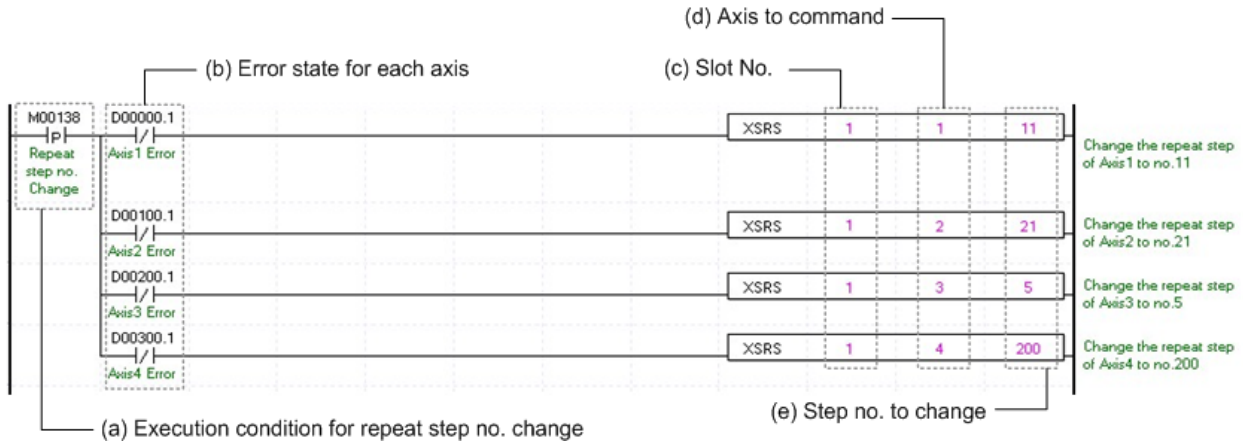 (d) Axis to command
(b) Error state for each axis
(c) Slot No.
M00138
D00000.1
P
XSRS 1 1 11
Repeat
step no.
Change
Axis1 Error
Change the repeat step
of Axis1 to no.11
D00100.1
XSRS 1 2 21
Axis2 Error
Change the repeat step
of Axis2 to no.21
D00200.1
XSRS 1 3 5
Axis3 Error
Change the repeat step
of Axis3 to no.5
D00300.1
XSRS 1 4 200
Axis4 Error
Change the repeat step
of Axis4 to no.200
(e) Step no. to change
(a) Execution condition for repeat step no. change